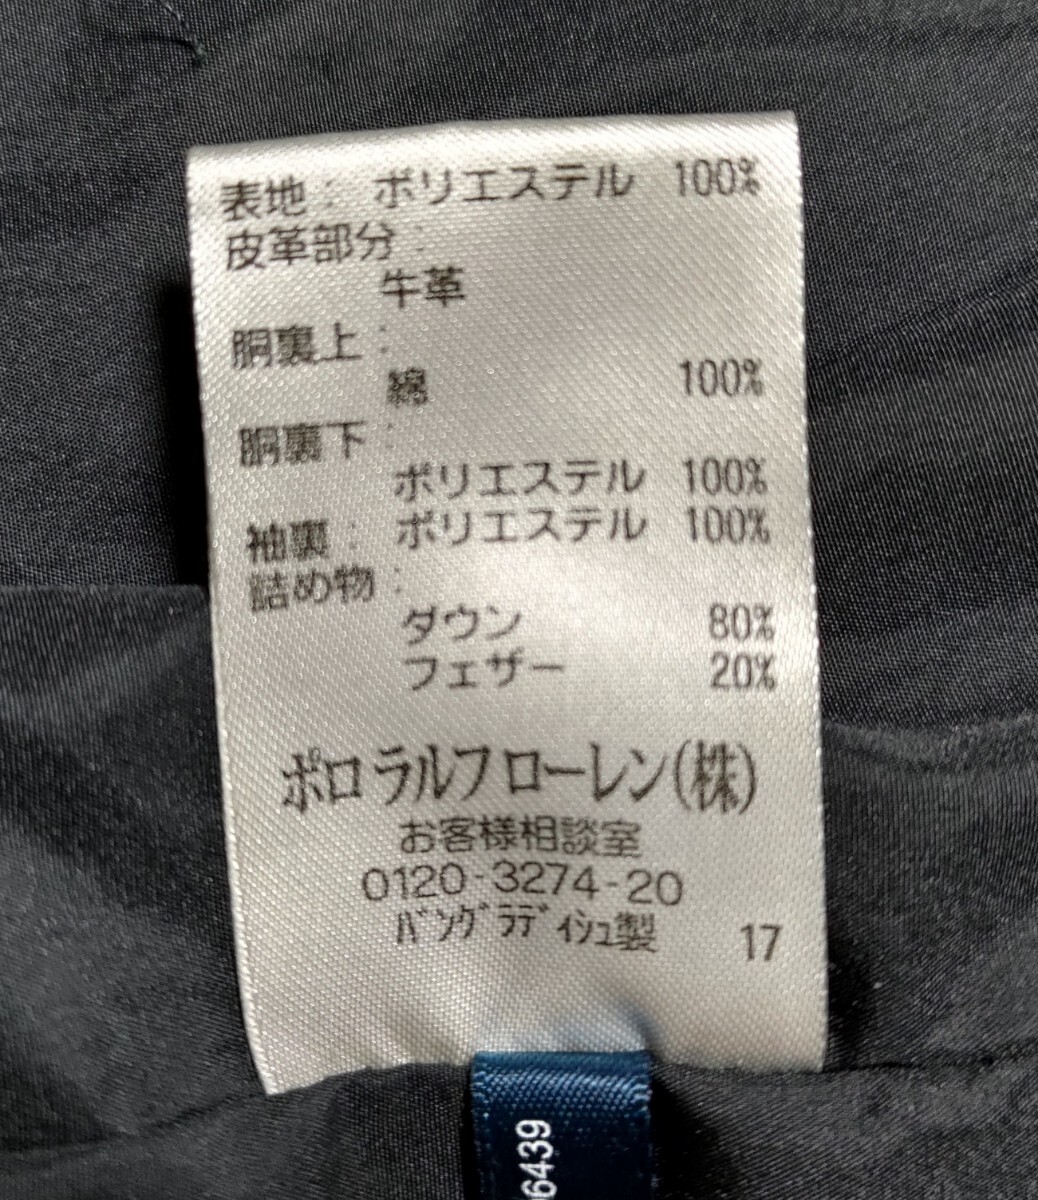 表地： ポリエステル 100%
皮革部分：
牛革
胴裏上：
綿 100%
胴裏下：
ポリエステル 100%
袖裏： ポリエステル 100%
詰め物：
ダウン 80%
フェザー 20%
ポロ ラルフ ローレン(株)
お客様相談室
0120-3274-20
ﾊﾞﾝｸﾞﾗﾃﾞｨｼｭ製 17
6439